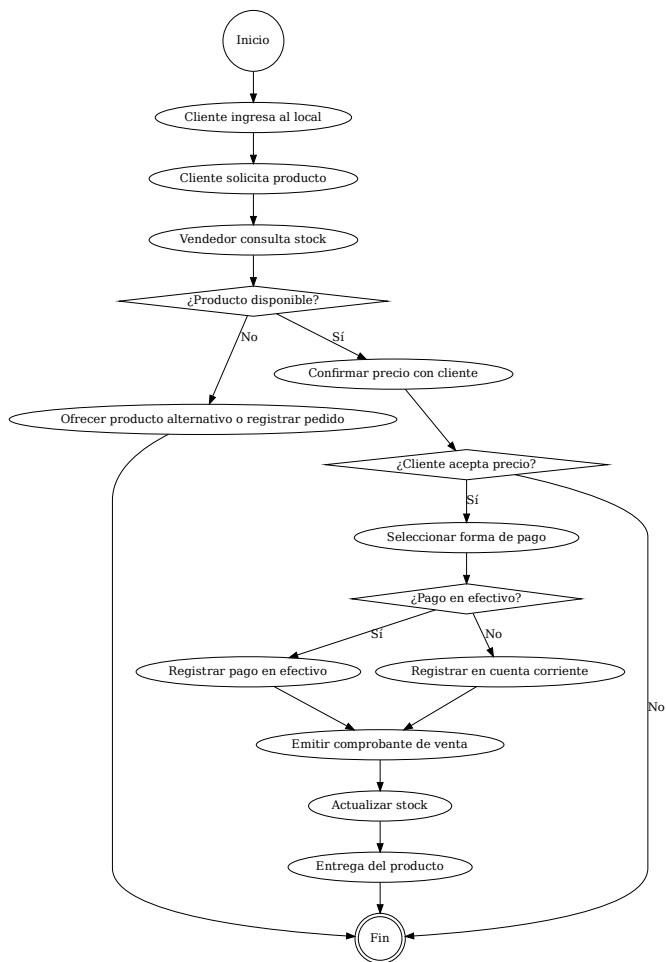 Inicio
Cliente ingresa al local
Cliente solicita producto
Vendedor consulta stock
¿Producto disponible?
No
Sí
Confirmar precio con cliente
Ofrecer producto alternativo o registrar pedido
¿Cliente acepta precio?
Sí
Seleccionar forma de pago
¿Pago en efectivo?
Sí
No
Registrar pago en efectivo
Registrar en cuenta corriente
No
Emitir comprobante de venta
Actualizar stock
Entrega del producto
Fin